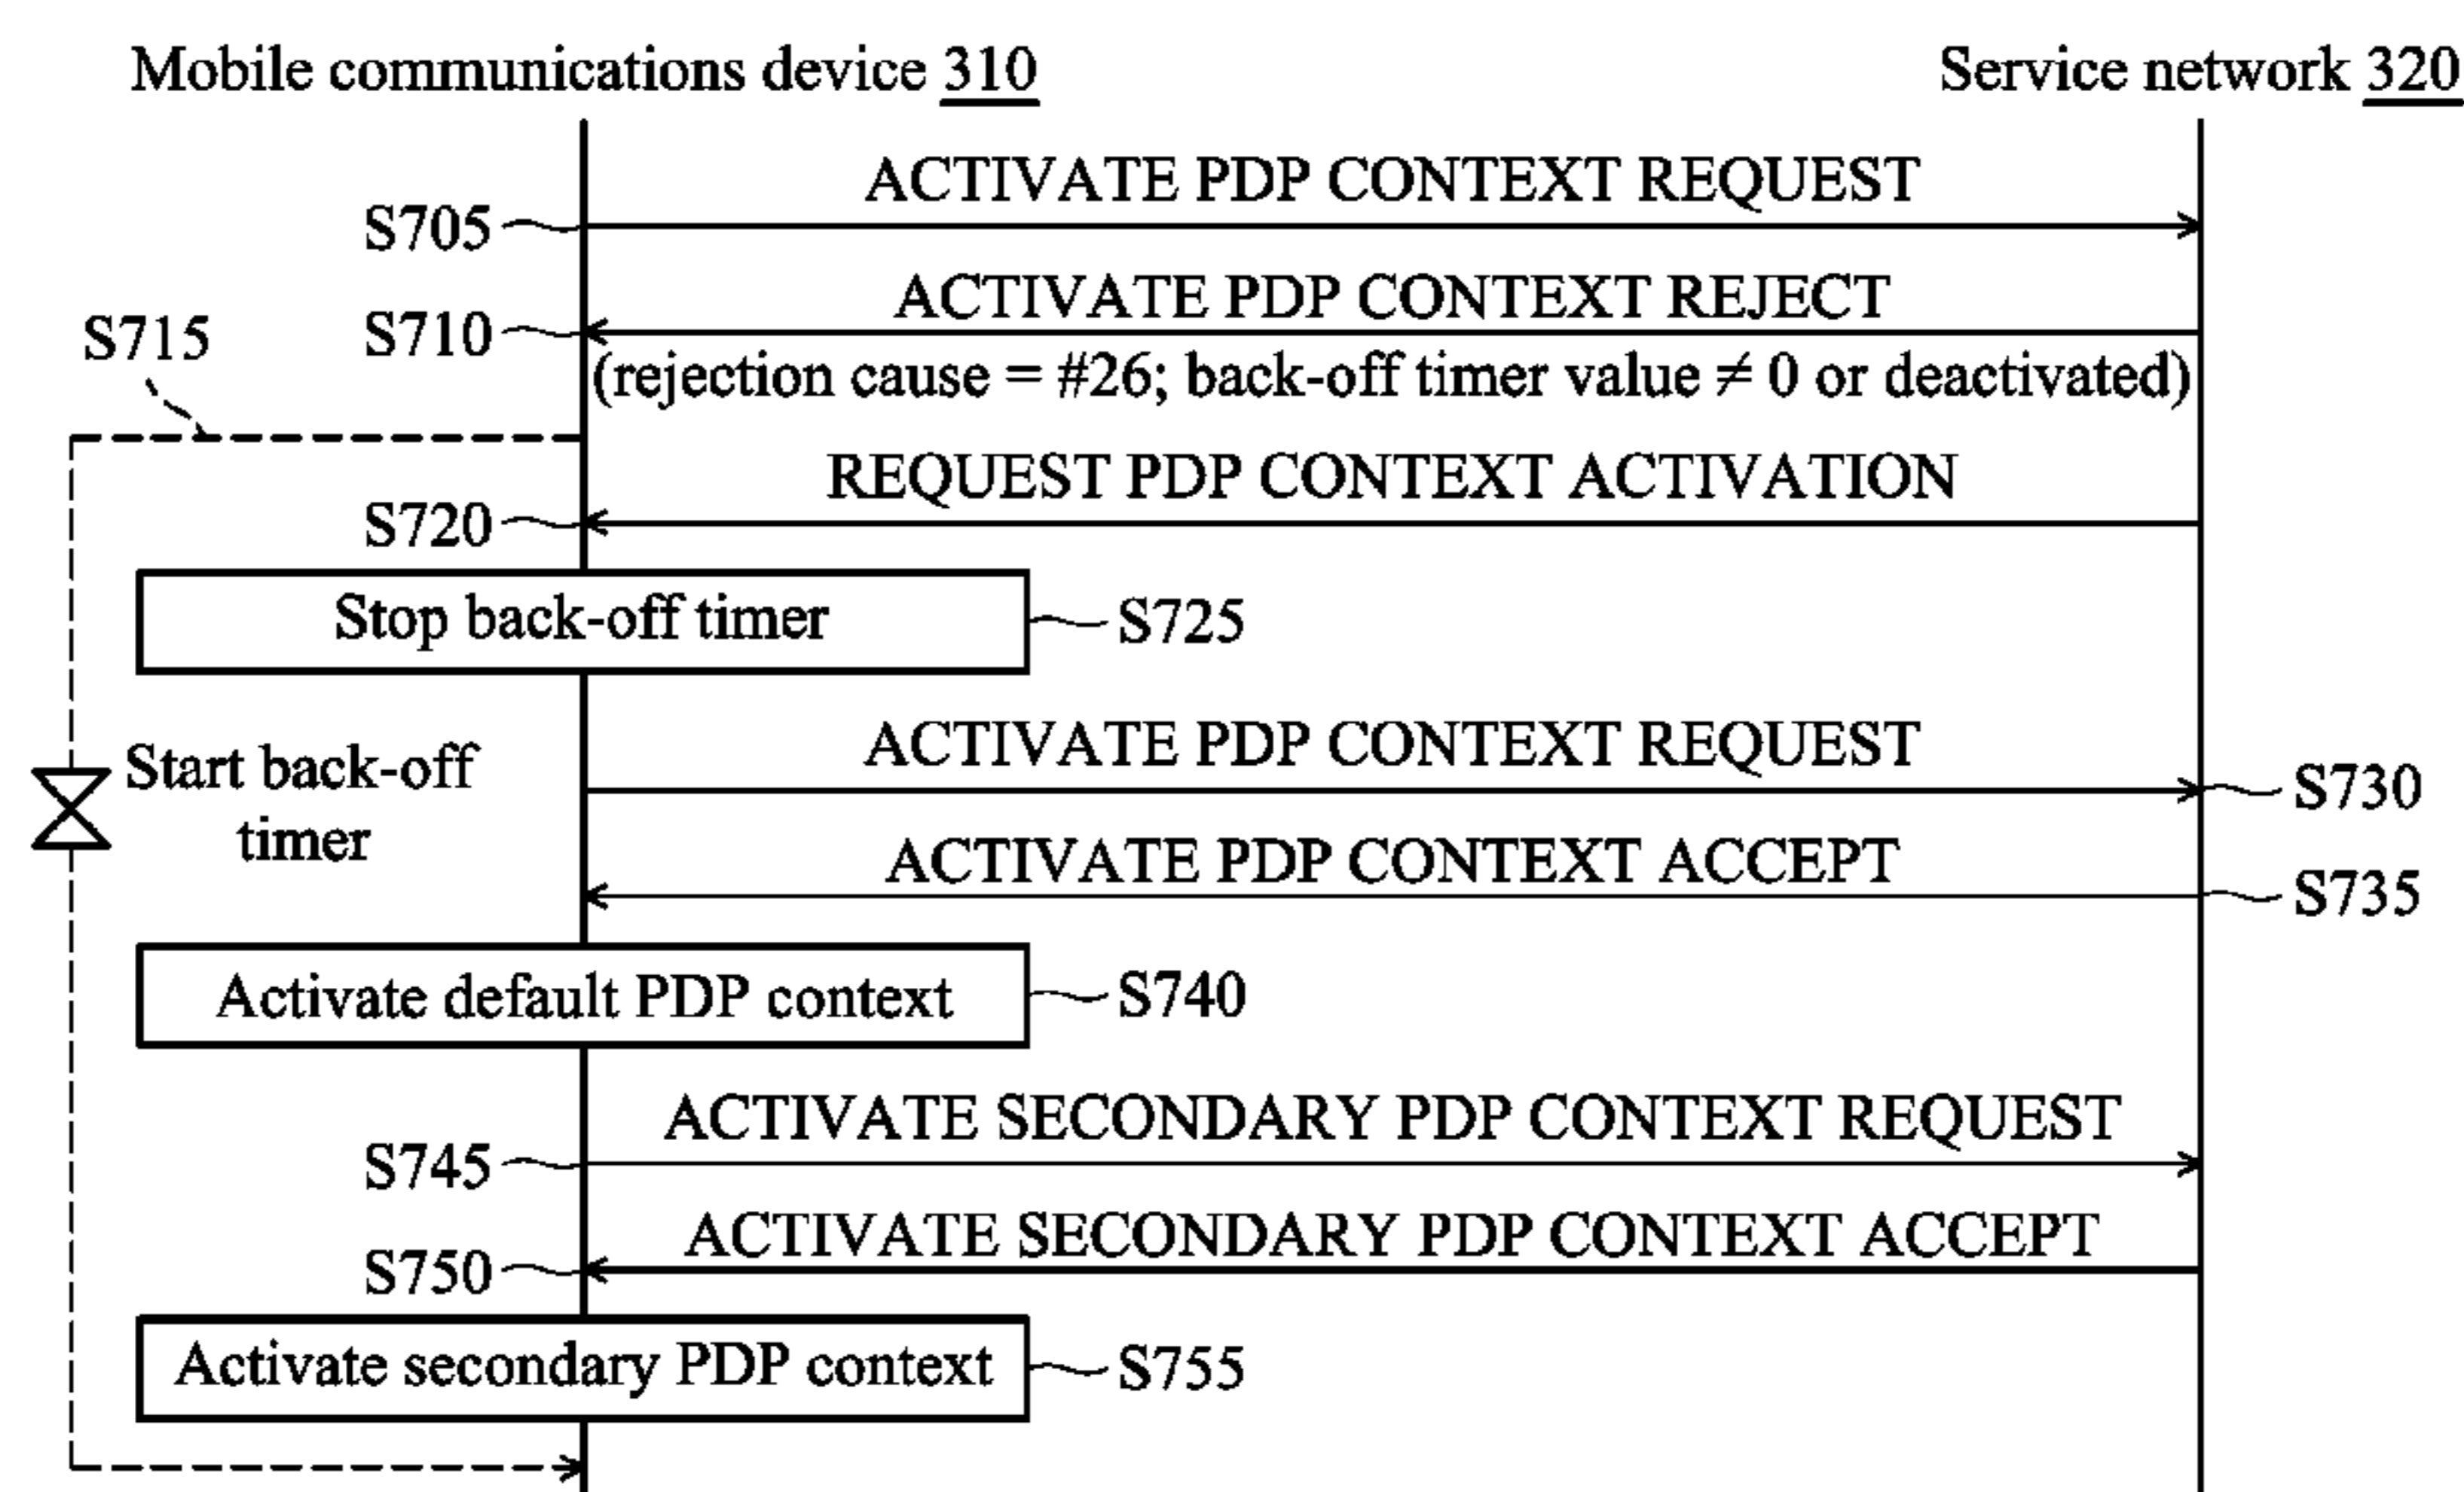 Mobile communications device 310
Service network 320
ACTIVATE PDP CONTEXT REQUEST
S705
ACTIVATE PDP CONTEXT REJECT
S710
S715
(rejection cause = #26; back-off timer value ≠ 0 or deactivated)
REQUEST PDP CONTEXT ACTIVATION
S720
Stop back-off timer
S725
ACTIVATE PDP CONTEXT REQUEST
S730
Start back-off
timer
ACTIVATE PDP CONTEXT ACCEPT
S735
Activate default PDP context
S740
ACTIVATE SECONDARY PDP CONTEXT REQUEST
S745
ACTIVATE SECONDARY PDP CONTEXT ACCEPT
S750
Activate secondary PDP context
S755